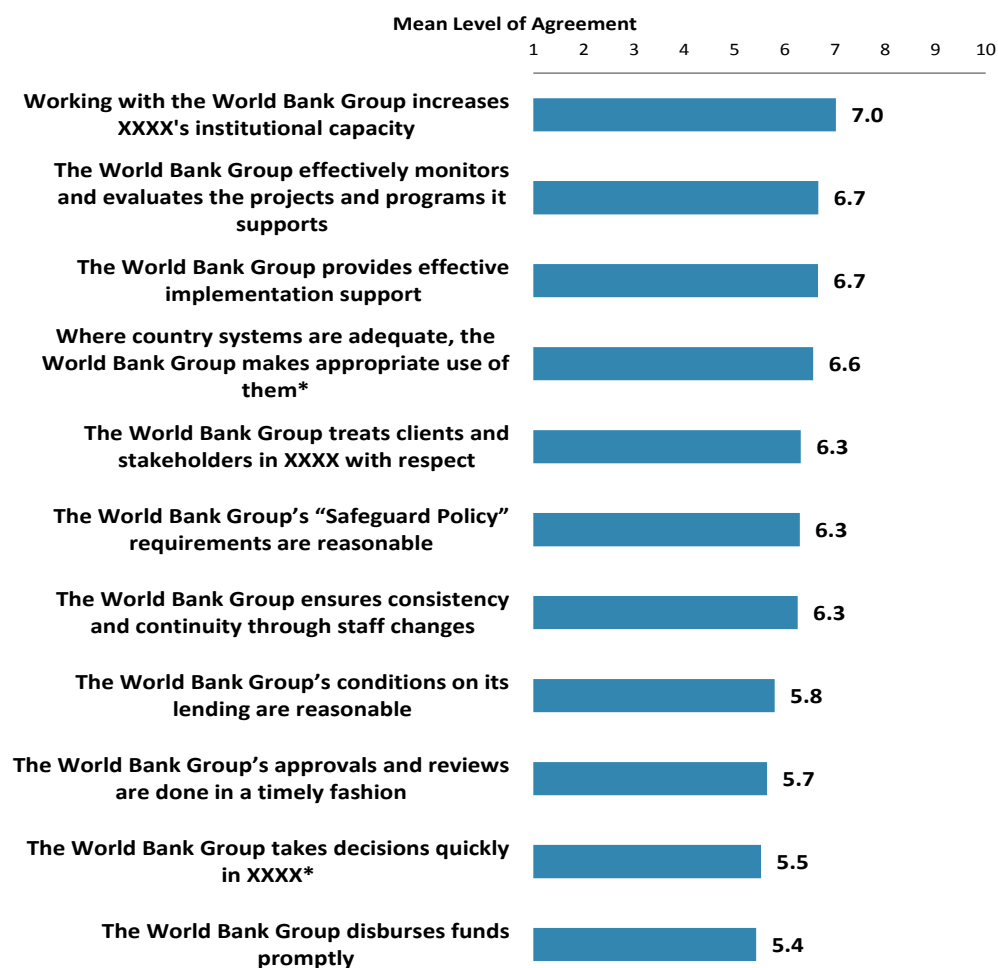 Mean Level of Agreement
1 2 3 4 5 6 7 8 9 10
Working with the World Bank Group increases
XXXX's institutional capacity
7.0
The World Bank Group effectively monitors
and evaluates the projects and programs it
supports
6.7
The World Bank Group provides effective
implementation support
6.7
Where country systems are adequate, the
World Bank Group makes appropriate use of
them*
6.6
The World Bank Group treats clients and
stakeholders in XXXX with respect
6.3
The World Bank Group’s “Safeguard Policy”
requirements are reasonable
6.3
The World Bank Group ensures consistency
and continuity through staff changes
6.3
The World Bank Group’s conditions on its
lending are reasonable
5.8
The World Bank Group’s approvals and reviews
are done in a timely fashion
5.7
The World Bank Group takes decisions quickly
in XXXX*
5.5
The World Bank Group disburses funds
promptly
5.4